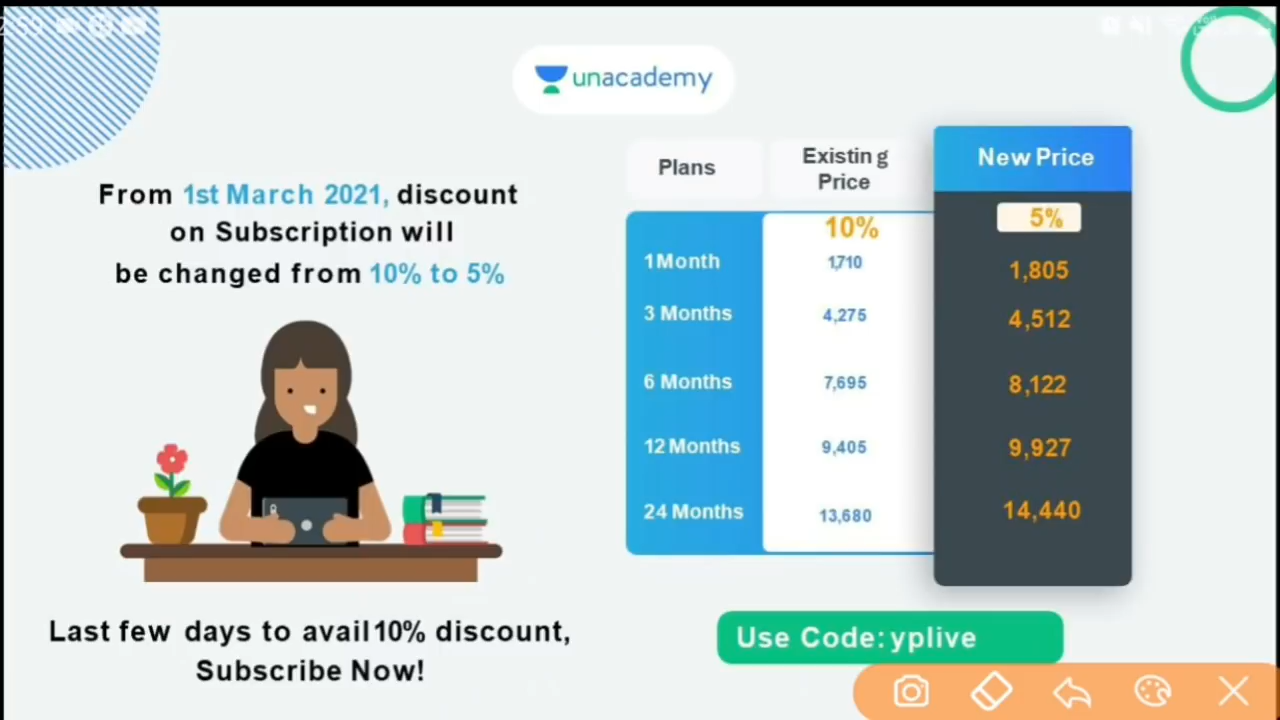 unacademy
From 1st March 2021, discount
on Subscription will
be changed from 10% to 5%
Plans Existing Price New Price
10% 5%
1 Month 1,710 1,805
3 Months 4,275 4,512
6 Months 7,695 8,122
12 Months 9,405 9,927
24 Months 13,680 14,440
Last few days to avail 10% discount,
Subscribe Now!
Use Code: yplive